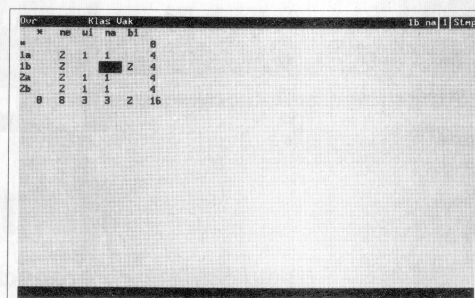 Ovr Klas Vak 1b na 1 Stmp
* ne wi na bi
* 0
1a 2 1 1 4
1b 2 2 4
2a 2 1 1 4
2b 2 1 1 4
0 8 3 3 2 16